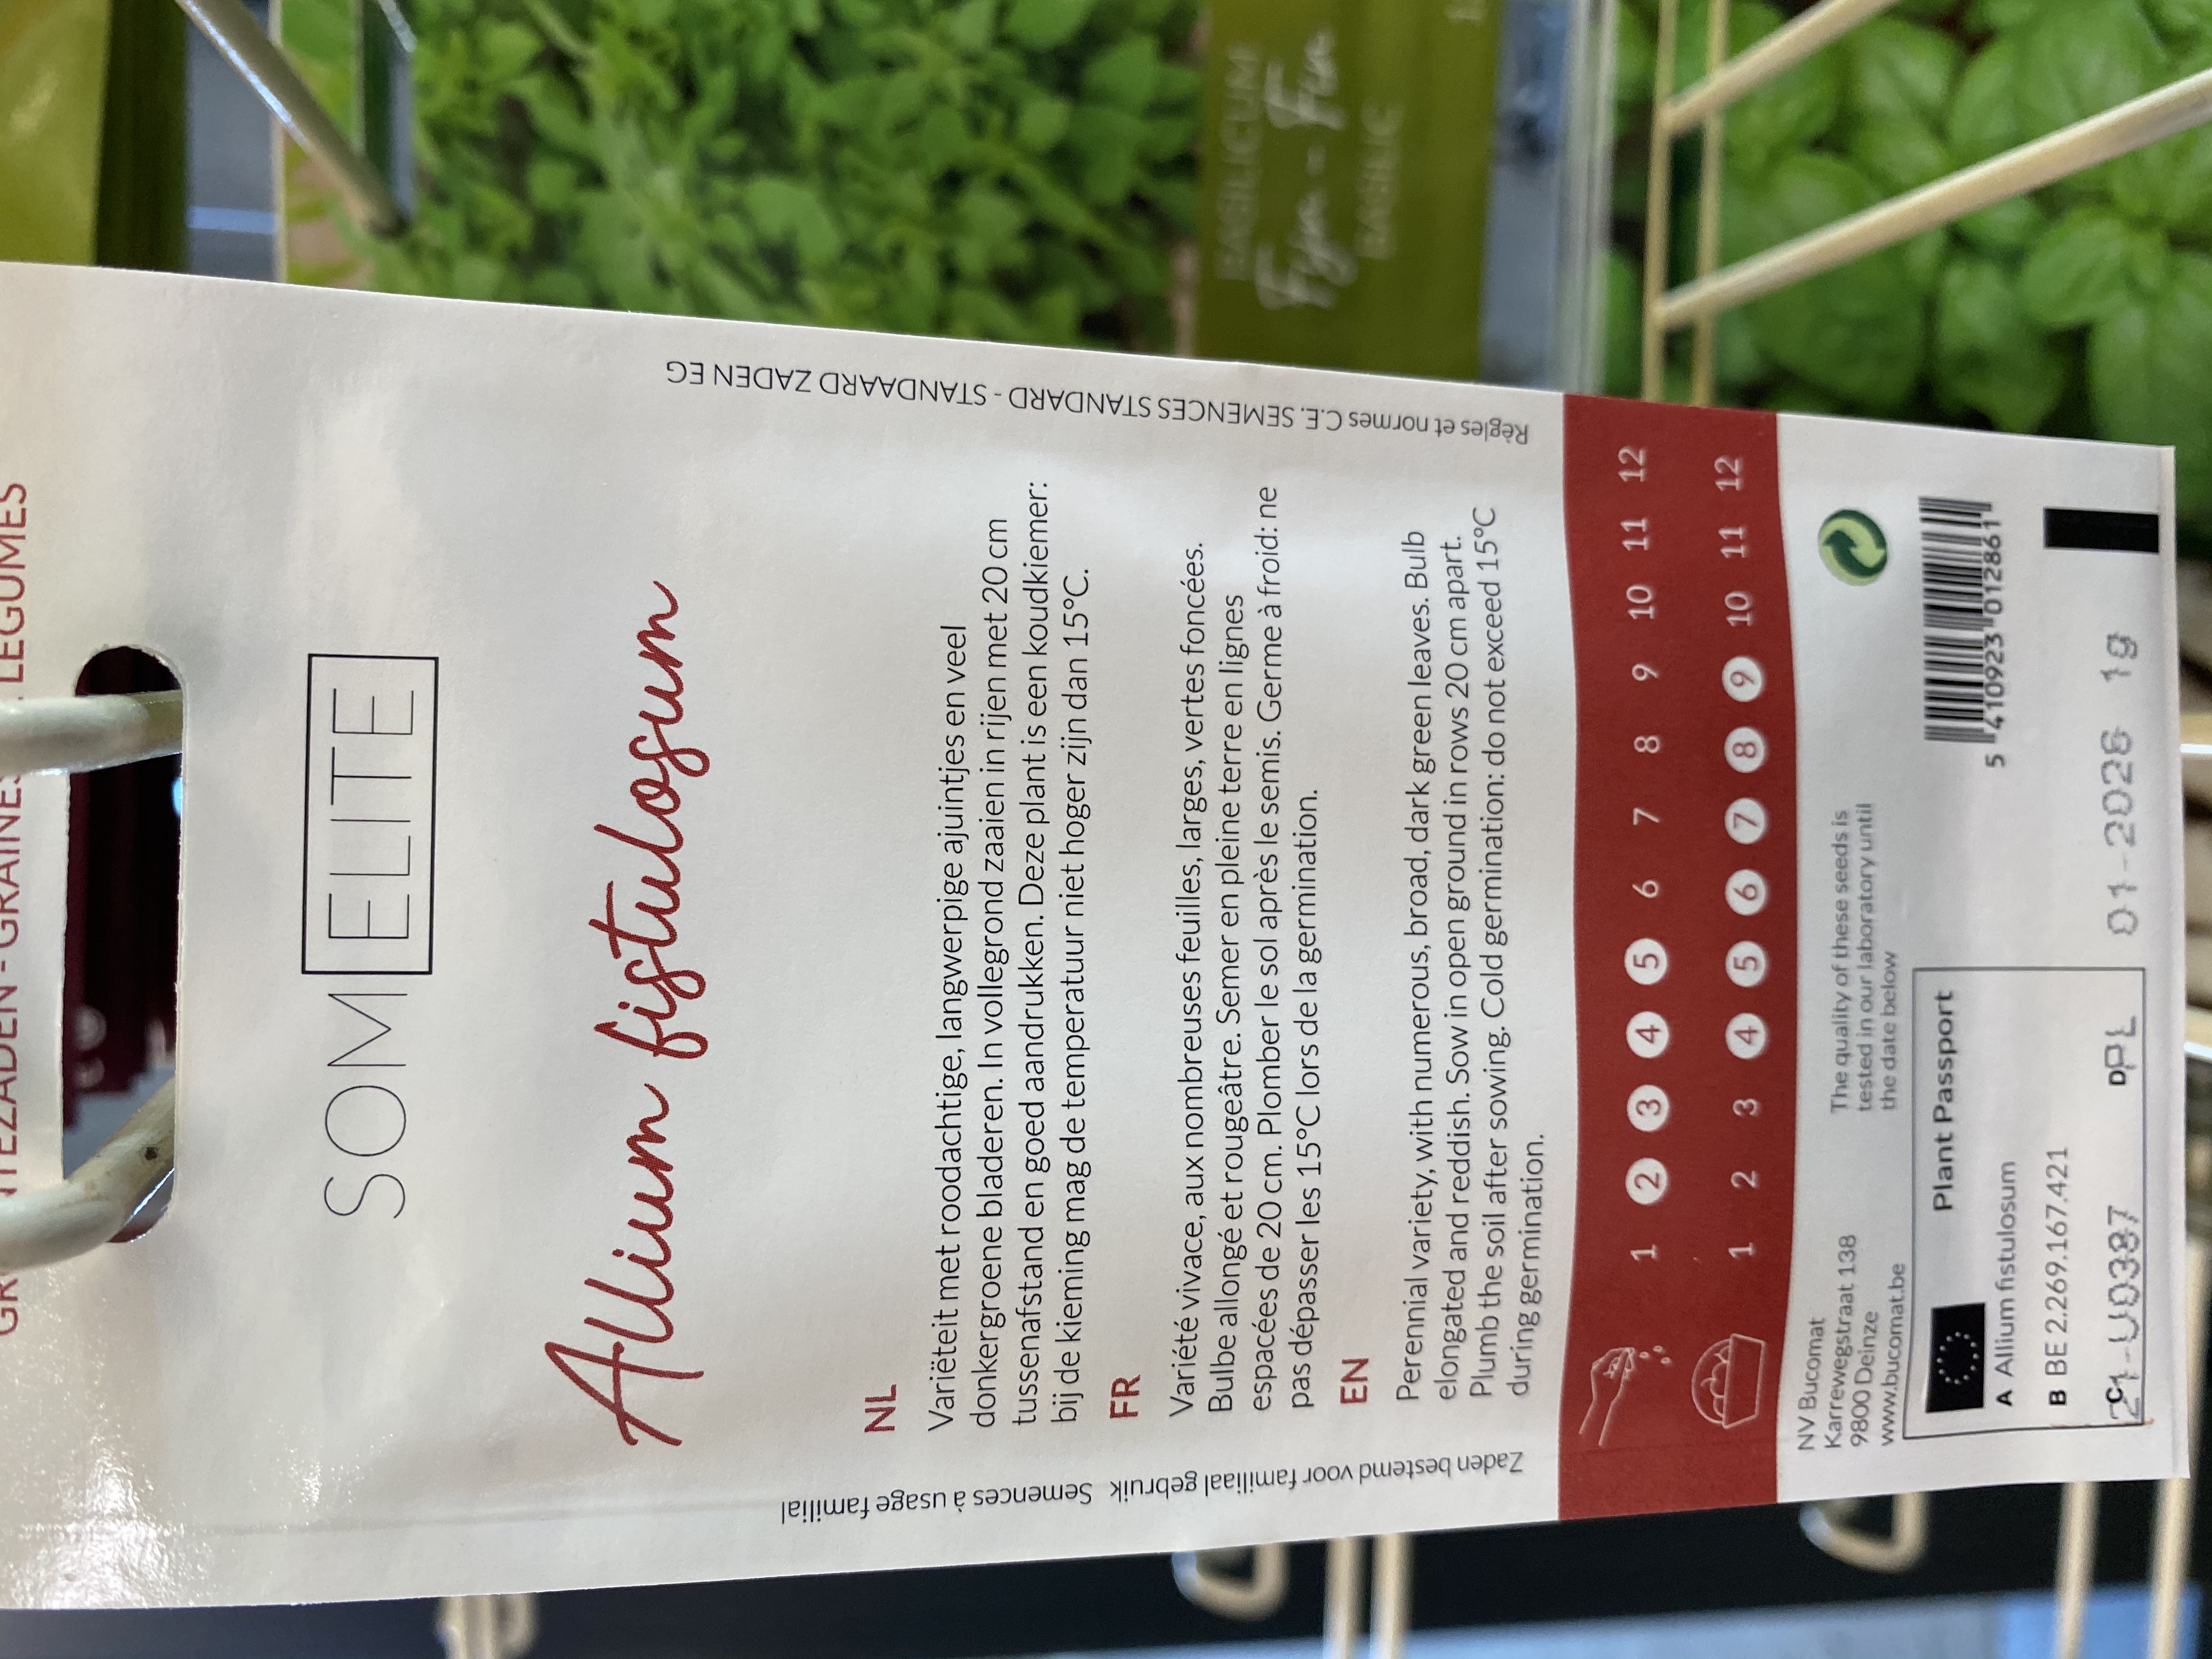 LEGUMES
SOM ELITE
Allium fistulosum
NL
Variëteit met roodachtige, langwerpige ajuintjes en veel
donkergroene bladeren. In vollegrond zaaien in rijen met 20 cm
tussenafstand en goed aandrukken. Deze plant is een koudkiemer:
bij de kieming mag de temperatuur niet hoger zijn dan 15°C.
FR
Variété vivace, aux nombreuses feuilles, larges, vertes foncées.
Bulbe allongé et rougeâtre. Semer en pleine terre en lignes
espacées de 20 cm. Plomber le sol après le semis. Germe à froid: ne
pas dépasser les 15°C lors de la germination.
EN
Perennial variety, with numerous, broad, dark green leaves. Bulb
elongated and reddish. Sow in open ground in rows 20 cm apart.
Plumb the soil after sowing. Cold germination: do not exceed 15°C
during germination.
Zaden bestemd voor familiaal gebruik Semences à usage familial
Règles et normes C.E. SEMENCES STANDARD - STANDAARD ZADEN EG
1 2 3 4 5 6 7 8 9 10 11 12
1 2 3 4 5 6 7 8 9 10 11 12
NV Bucomat
Karrewegstraat 138
9800 Deinze
www.bucomat.be
The quality of these seeds is
tested in our laboratory until
the date below
Plant Passport
A Allium fistulosum
B BE 2.269.167.421
C 21-U0387 D PL
5 410923 012861
01-2026 1g
BASILICUM
Fijn - Fin
BASILIC